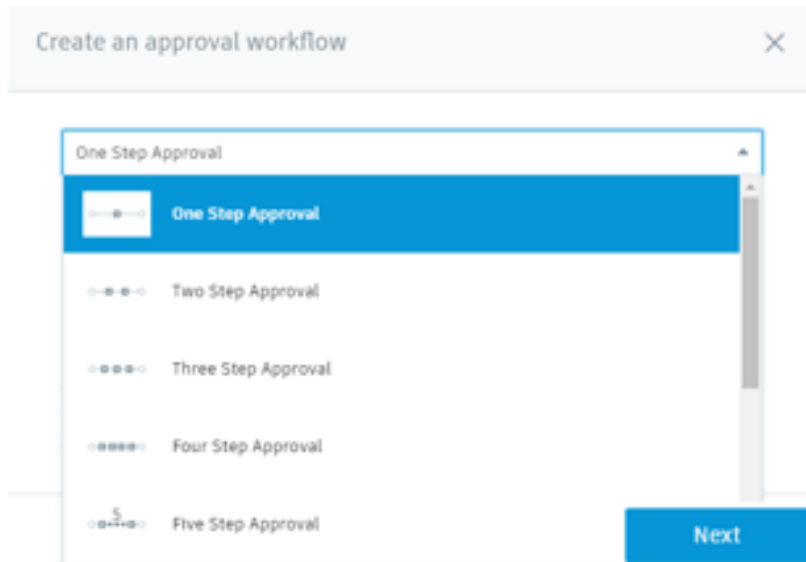 Create an approval workflow
One Step Approval
One Step Approval
Two Step Approval
Three Step Approval
Four Step Approval
5
Five Step Approval
Next